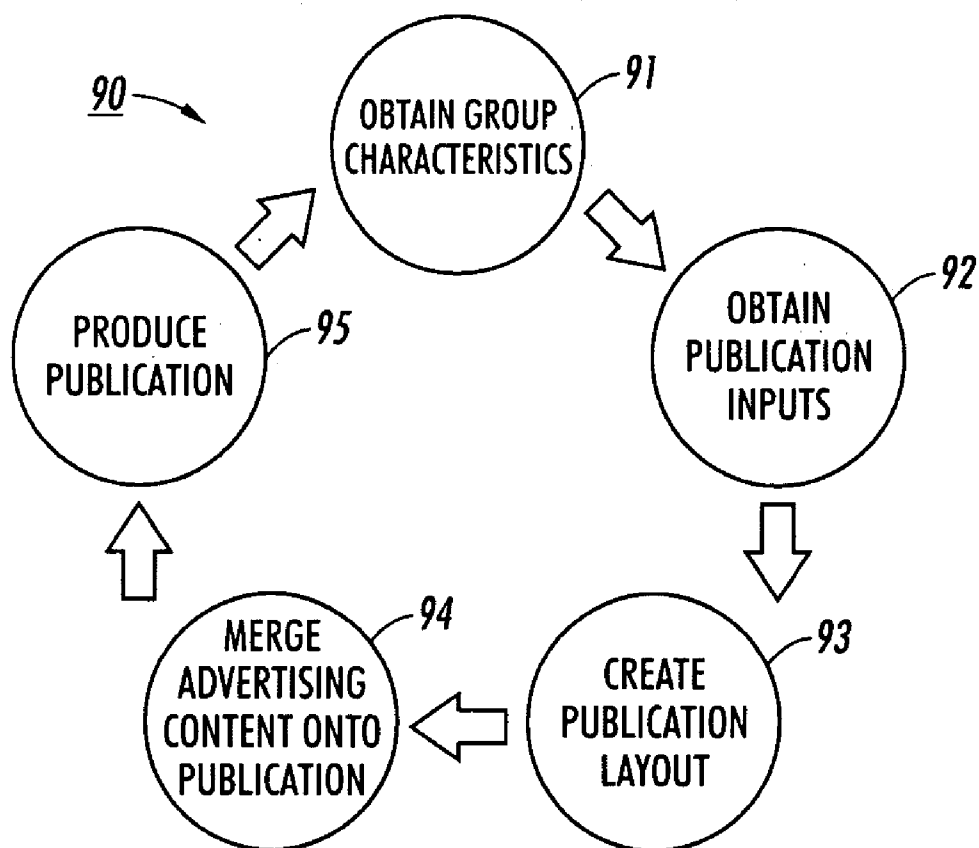 90
91
OBTAIN GROUP
CHARACTERISTICS
92
OBTAIN
PUBLICATION
INPUTS
93
CREATE
PUBLICATION
LAYOUT
94
MERGE
ADVERTISING
CONTENT ONTO
PUBLICATION
95
PRODUCE
PUBLICATION